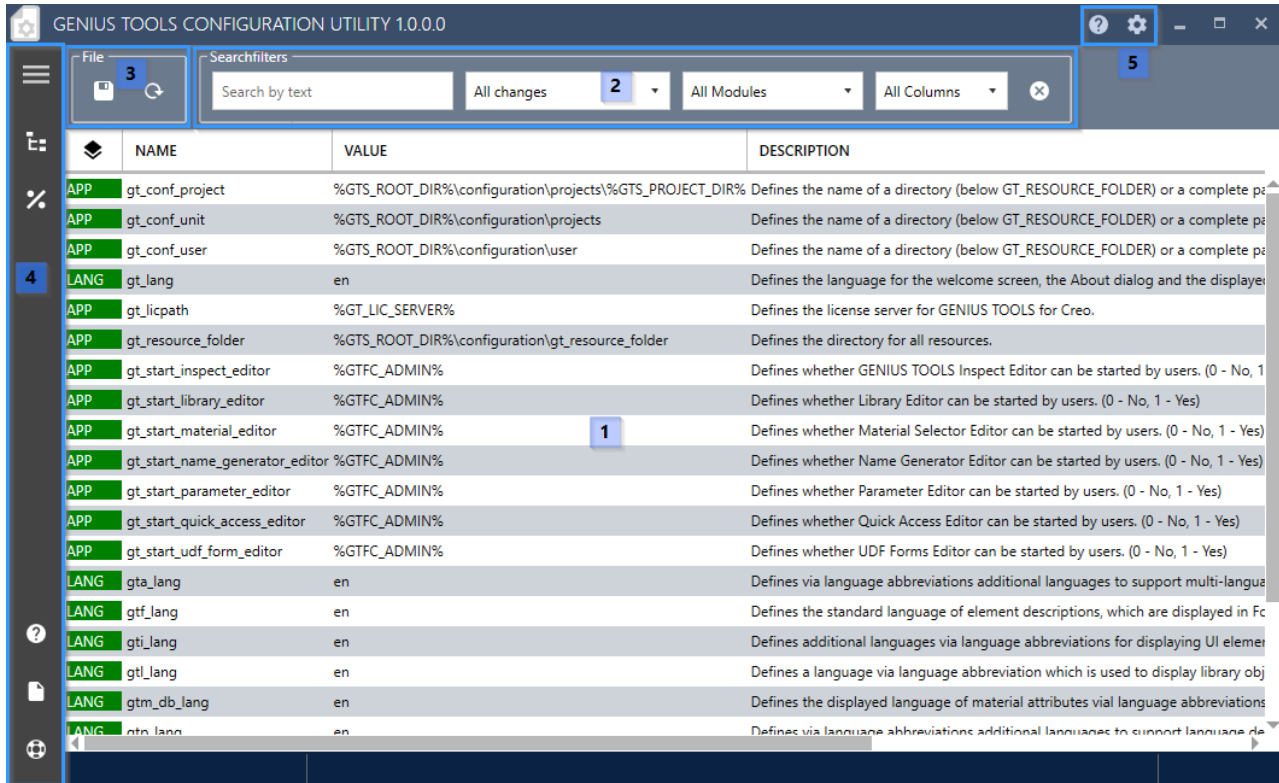 GENIUS TOOLS CONFIGURATION UTILITY 1.0.0.0
5
File
3
Searchfilters
Search by text
All changes
2
All Modules
All Columns
NAME VALUE DESCRIPTION
APP gt_conf_project %GTS_ROOT_DIR%\configuration\projects\%GTS_PROJECT_DIR% Defines the name of a directory (below GT_RESOURCE_FOLDER) or a complete pa
APP gt_conf_unit %GTS_ROOT_DIR%\configuration\projects Defines the name of a directory (below GT_RESOURCE_FOLDER) or a complete pa
APP gt_conf_user %GTS_ROOT_DIR%\configuration\user Defines the name of a directory (below GT_RESOURCE_FOLDER) or a complete pa
4
LANG gt_lang en Defines the language for the welcome screen, the About dialog and the displaye
APP gt_licpath %GT_LIC_SERVER% Defines the license server for GENIUS TOOLS for Creo.
APP gt_resource_folder %GTS_ROOT_DIR%\configuration\gt_resource_folder Defines the directory for all resources.
APP gt_start_inspect_editor %GTFC_ADMIN% Defines whether GENIUS TOOLS Inspect Editor can be started by users. (0 - No, 1
APP gt_start_library_editor %GTFC_ADMIN% Defines whether Library Editor can be started by users. (0 - No, 1 - Yes)
APP gt_start_material_editor %GTFC_ADMIN% 1 Defines whether Material Selector Editor can be started by users. (0 - No, 1 - Yes)
APP gt_start_name_generator_editor %GTFC_ADMIN% Defines whether Name Generator Editor can be started by users. (0 - No, 1 - Yes)
APP gt_start_parameter_editor %GTFC_ADMIN% Defines whether Parameter Editor can be started by users. (0 - No, 1 - Yes)
APP gt_start_quick_access_editor %GTFC_ADMIN% Defines whether Quick Access Editor can be started by users. (0 - No, 1 - Yes)
APP gt_start_udf_form_editor %GTFC_ADMIN% Defines whether UDF Forms Editor can be started by users. (0 - No, 1 - Yes)
LANG gta_lang en Defines via language abbreviations additional languages to support multi-langua
LANG gtf_lang en Defines the standard language of element descriptions, which are displayed in Fo
LANG gti_lang en Defines additional languages via language abbreviations for displaying UI elemen
LANG gtl_lang en Defines a language via language abbreviation which is used to display library obj
LANG gtm_db_lang en Defines the displayed language of material attributes vial language abbreviations
LANG gtp_lang en Defines via language abbreviations additional languages to support language de